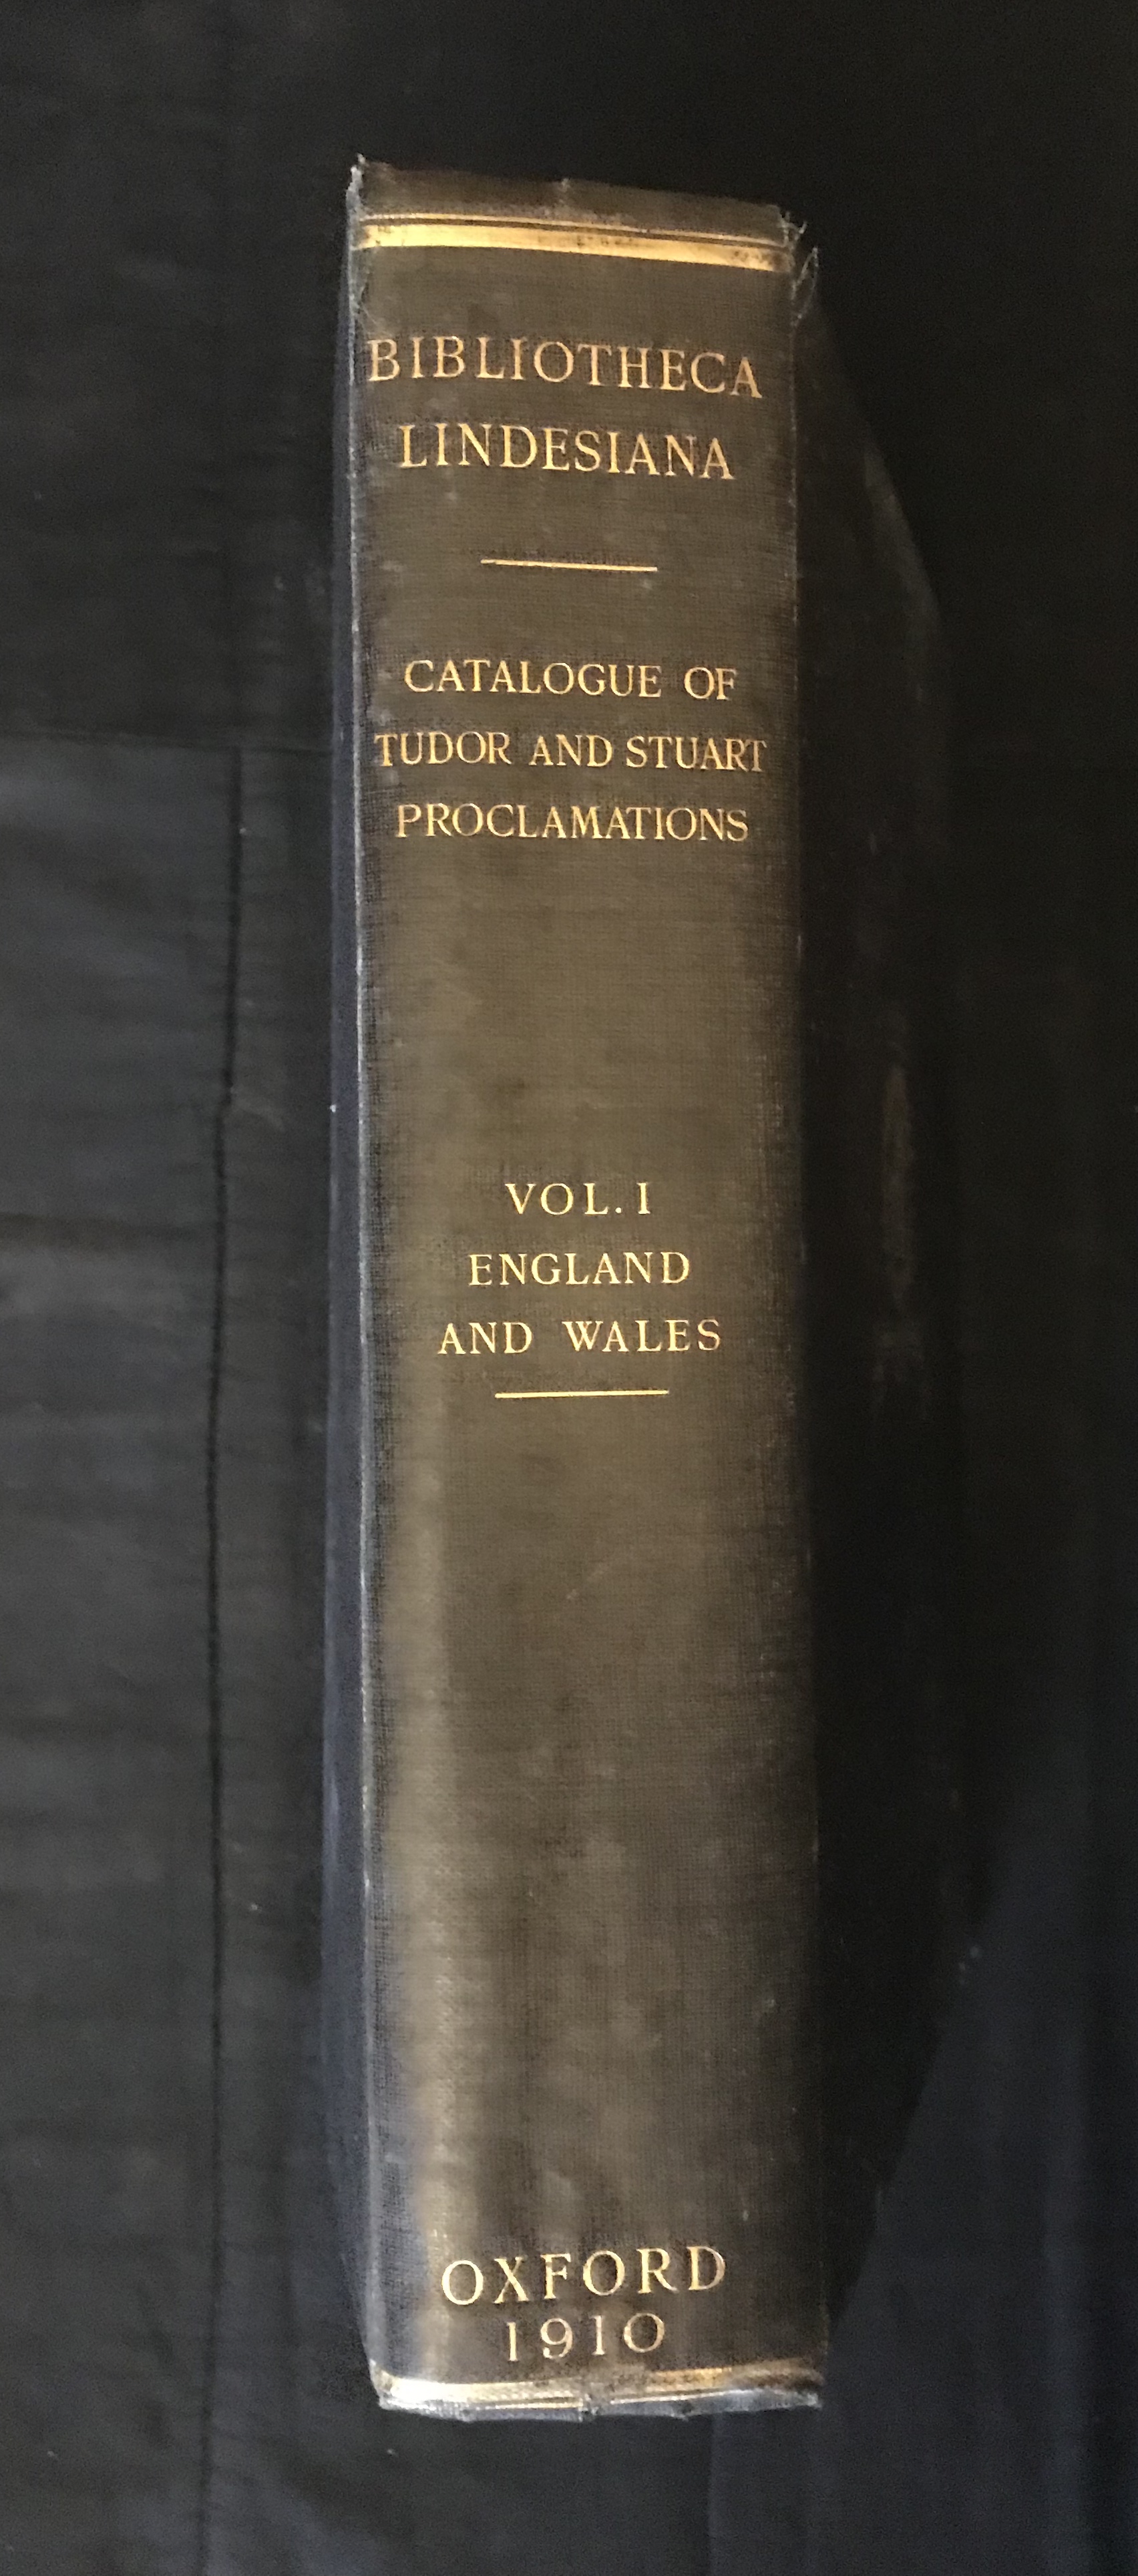 BIBLIOTHECA
LINDESIANA
CATALOGUE OF
TUDOR AND STUART
PROCLAMATIONS
VOL. I
ENGLAND
AND WALES
OXFORD
1910